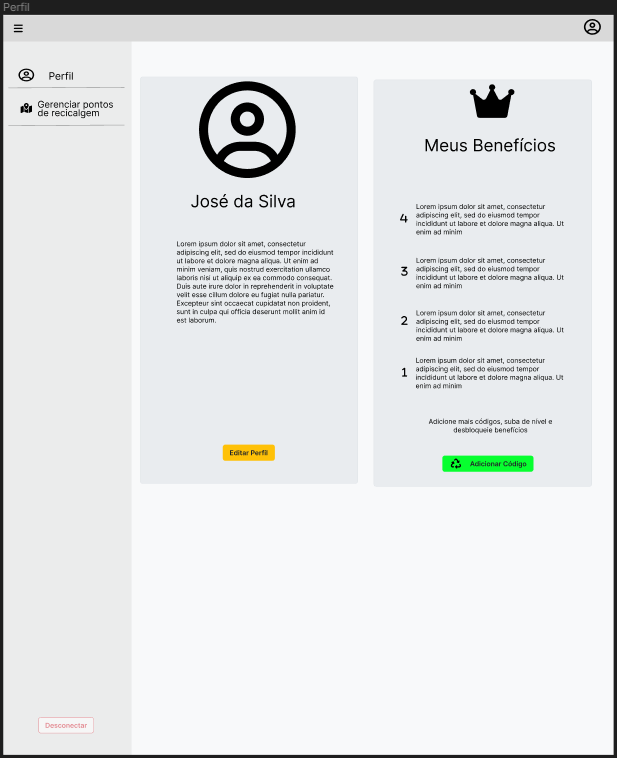 Perfil
Perfil
Gerenciar pontos
de recicalgem
José da Silva
Lorem ipsum dolor sit amet, consectetur
adipiscing elit, sed do eiusmod tempor incididunt
ut labore et dolore magna aliqua. Ut enim ad
minim veniam, quis nostrud exercitation ullamco
laboris nisi ut aliquip ex ea commodo consequat.
Duis aute irure dolor in reprehenderit in voluptate
velit esse cillum dolore eu fugiat nulla pariatur.
Excepteur sint occaecat cupidatat non proident,
sunt in culpa qui officia deserunt mollit anim id
est laborum.
Editar Perfil
Meus Benefícios
4
Lorem ipsum dolor sit amet, consectetur
adipiscing elit, sed do eiusmod tempor
incididunt ut labore et dolore magna aliqua. Ut
enim ad minim
3
Lorem ipsum dolor sit amet, consectetur
adipiscing elit, sed do eiusmod tempor
incididunt ut labore et dolore magna aliqua. Ut
enim ad minim
2
Lorem ipsum dolor sit amet, consectetur
adipiscing elit, sed do eiusmod tempor
incididunt ut labore et dolore magna aliqua. Ut
enim ad minim
1
Lorem ipsum dolor sit amet, consectetur
adipiscing elit, sed do eiusmod tempor
incididunt ut labore et dolore magna aliqua. Ut
enim ad minim
Adicione mais códigos, suba de nivel e
desbloqueie benefícios
Adicionar Código
Desconectar